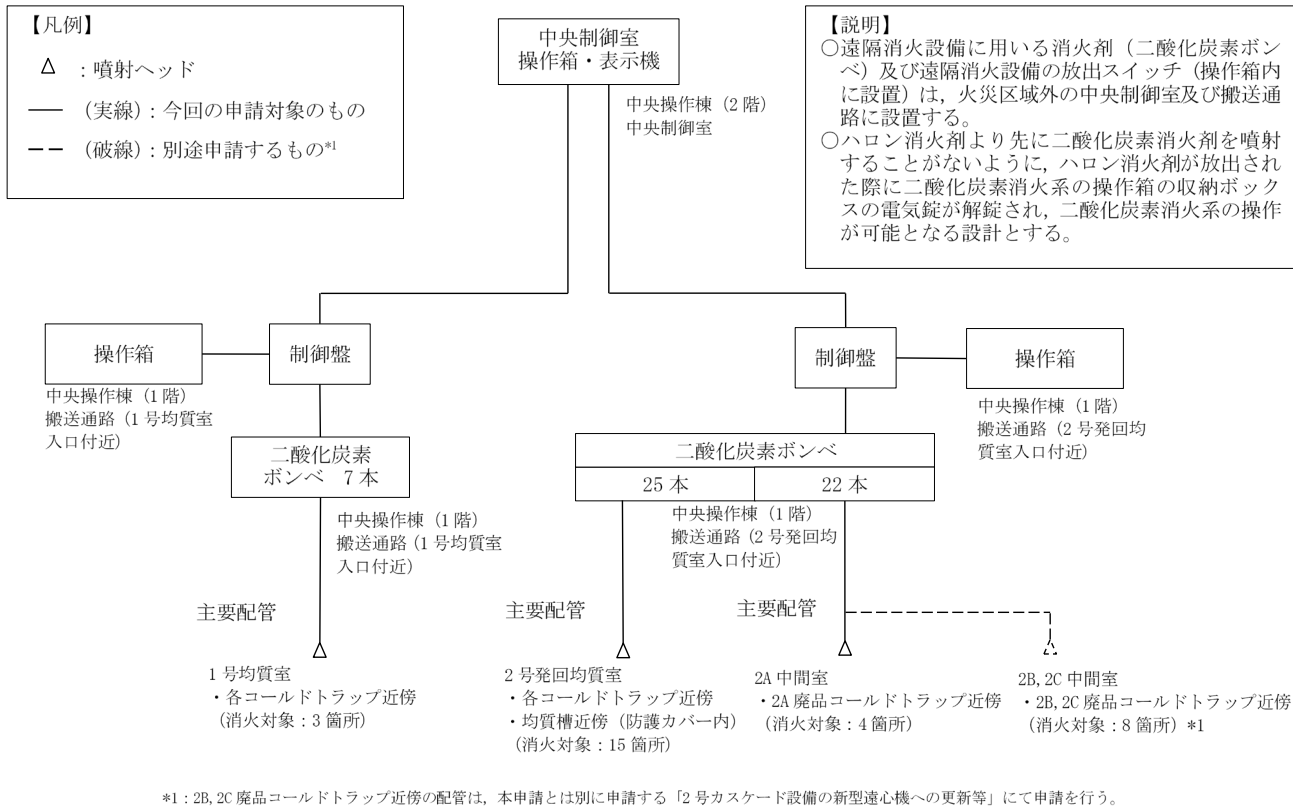 【凡例】
△ ：噴射ヘッド
―― （実線）：今回の申請対象のもの
－－ （破線）：別途申請するもの*1
中央制御室
操作箱・表示機
中央操作棟（2階）
中央制御室
【説明】
○遠隔消火設備に用いる消火剤（二酸化炭素ボン
ベ）及び遠隔消火設備の放出スイッチ（操作箱内
に設置）は，火災区域外の中央制御室及び搬送通
路に設置する。
○ハロン消火剤より先に二酸化炭素消火剤を噴射
することがないように，ハロン消火剤が放出され
た際に二酸化炭素消火系の操作箱の収納ボック
スの電気錠が解錠され，二酸化炭素消火系の操作
が可能となる設計とする。
操作箱
制御盤
中央操作棟（1階）
搬送通路（1号均質室
入口付近）
制御盤
操作箱
中央操作棟（1階）
搬送通路（2号発回均
質室入口付近）
二酸化炭素
ボンベ　7本
中央操作棟（1階）
搬送通路（1号均質室
入口付近）
二酸化炭素ボンベ
25本
22本
中央操作棟（1階）
搬送通路（2号発回均
質室入口付近）
主要配管
主要配管
主要配管
1号均質室
・各コールドトラップ近傍
（消火対象：3箇所）
2号発回均質室
・各コールドトラップ近傍
・均質槽近傍（防護カバー内）
（消火対象：15箇所）
2A中間室
・2A廃品コールドトラップ近傍
（消火対象：4箇所）
2B,2C中間室
・2B,2C廃品コールドトラップ近傍
（消火対象：8箇所）*1
*1：2B,2C廃品コールドトラップ近傍の配管は，本申請とは別に申請する「2号カスケード設備の新型遠心機への更新等」にて申請を行う。